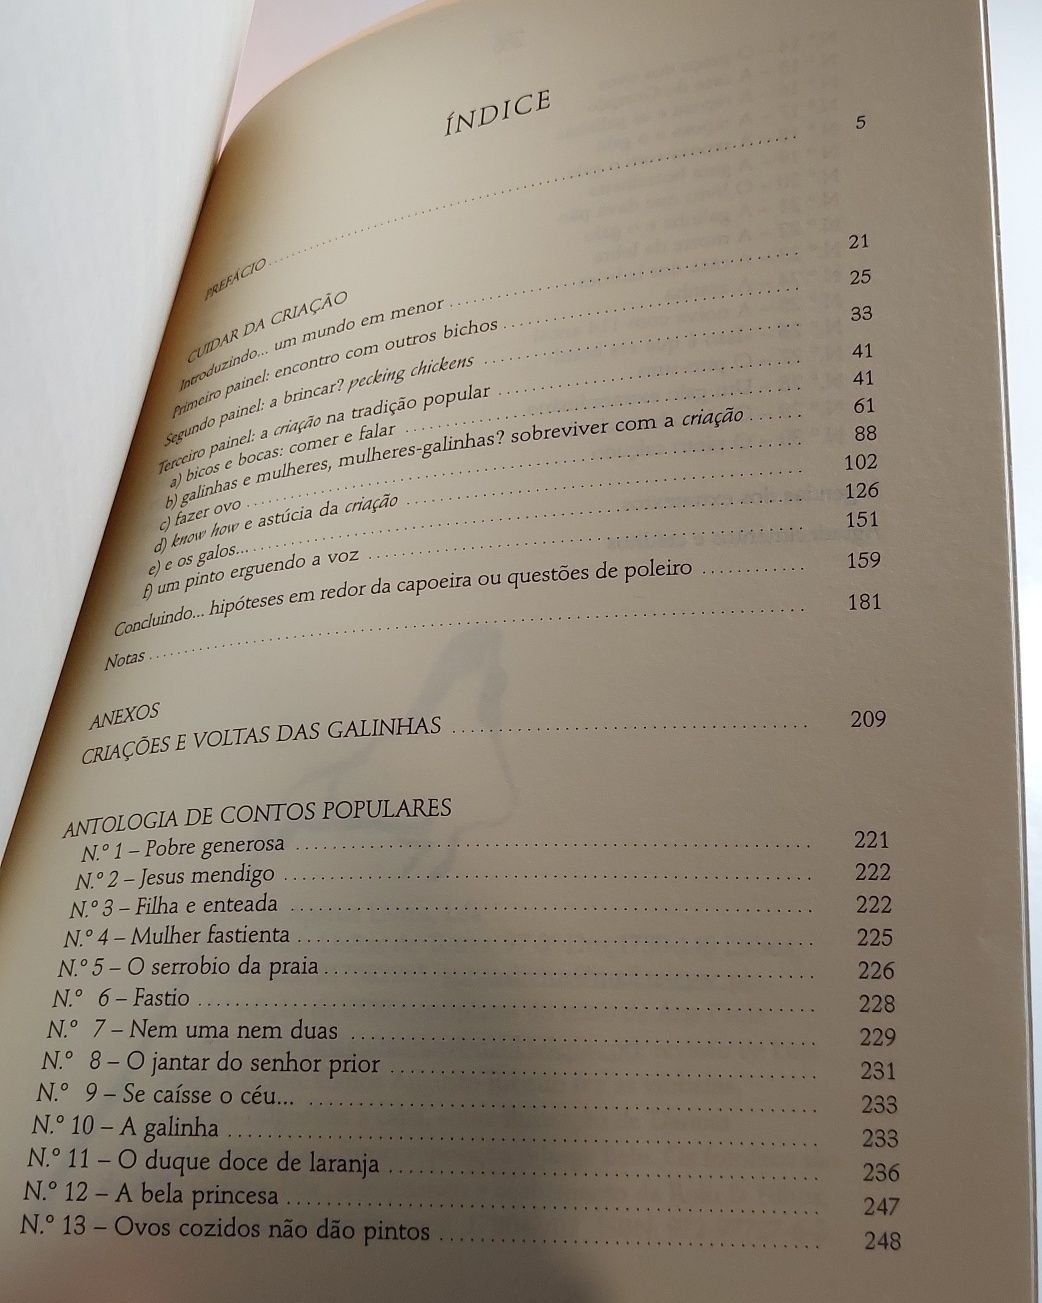 ÍNDICE
PREFÁCIO ........ 5
CUIDAR DA CRIAÇÃO
Introduzindo... um mundo em menor ........ 21
Primeiro painel: encontro com outros bichos ........ 25
Segundo painel: a brincar? pecking chickens ........ 33
Terceiro painel: a criação na tradição popular ........ 41
a) bicos e bocas: comer e falar ........ 41
b) galinhas e mulheres, mulheres-galinhas? sobreviver com a criação ...... 61
c) fazer ovo ........ 88
d) know how e astúcia da criação ........ 102
e) e os galos... ........ 126
f) um pinto erguendo a voz ........ 151
Concluindo... hipóteses em redor da capoeira ou questões de poleiro ........ 159
Notas ........ 181
ANEXOS
CRIAÇÕES E VOLTAS DAS GALINHAS ........ 209
ANTOLOGIA DE CONTOS POPULARES
N.º 1 – Pobre generosa ........ 221
N.º 2 – Jesus mendigo ........ 222
N.º 3 – Filha e enteada ........ 222
N.º 4 – Mulher fastienta ........ 225
N.º 5 – O serrobio da praia ........ 226
N.º 6 – Fastio ........ 228
N.º 7 – Nem uma nem duas ........ 229
N.º 8 – O jantar do senhor prior ........ 231
N.º 9 – Se caísse o céu... ........ 233
N.º 10 – A galinha ........ 233
N.º 11 – O duque doce de laranja ........ 236
N.º 12 – A bela princesa ........ 247
N.º 13 – Ovos cozidos não dão pintos ........ 248